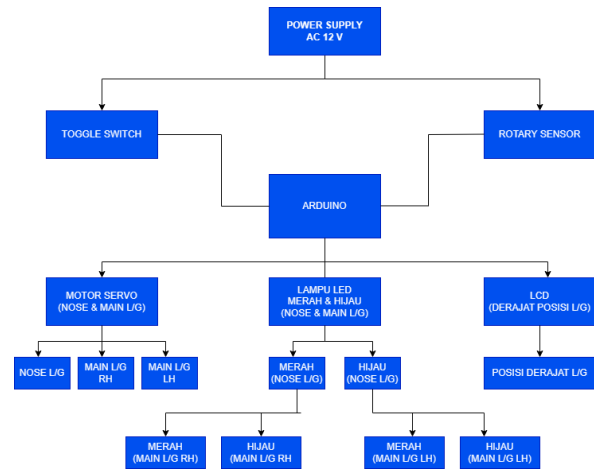 POWER SUPPLY
AC 12 V
TOGGLE SWITCH
ROTARY SENSOR
ARDUINO
MOTOR SERVO
(NOSE & MAIN L/G)
LAMPU LED
MERAH & HIJAU
(NOSE & MAIN L/G)
LCD
(DERAJAT POSISI L/G)
NOSE L/G
MAIN L/G
RH
MAIN L/G
LH
MERAH
(NOSE L/G)
HIJAU
(NOSE L/G)
POSISI DERAJAT L/G
MERAH
(MAIN L/G RH)
HIJAU
(MAIN L/G RH
MERAH
(MAIN L/G LH)
HIJAU
(MAIN L/G LH)